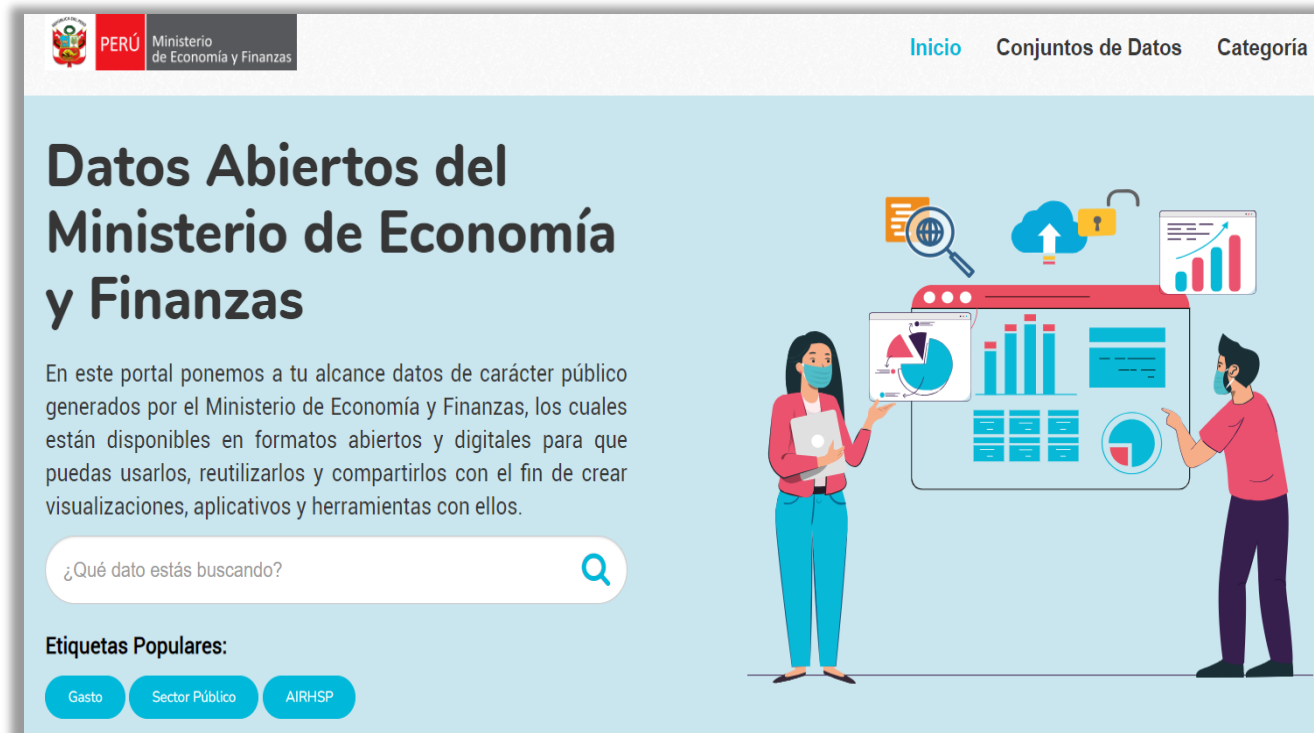 PERÚ
Ministerio
de Economía y Finanzas
Inicio Conjuntos de Datos Categoría
Datos Abiertos del
Ministerio de Economía
y Finanzas
En este portal ponemos a tu alcance datos de carácter público
generados por el Ministerio de Economía y Finanzas, los cuales
están disponibles en formatos abiertos y digitales para que
puedas usarlos, reutilizarlos y compartirlos con el fin de crear
visualizaciones, aplicativos y herramientas con ellos.
¿Qué dato estás buscando?
Etiquetas Populares:
Gasto Sector Público AIRHSP